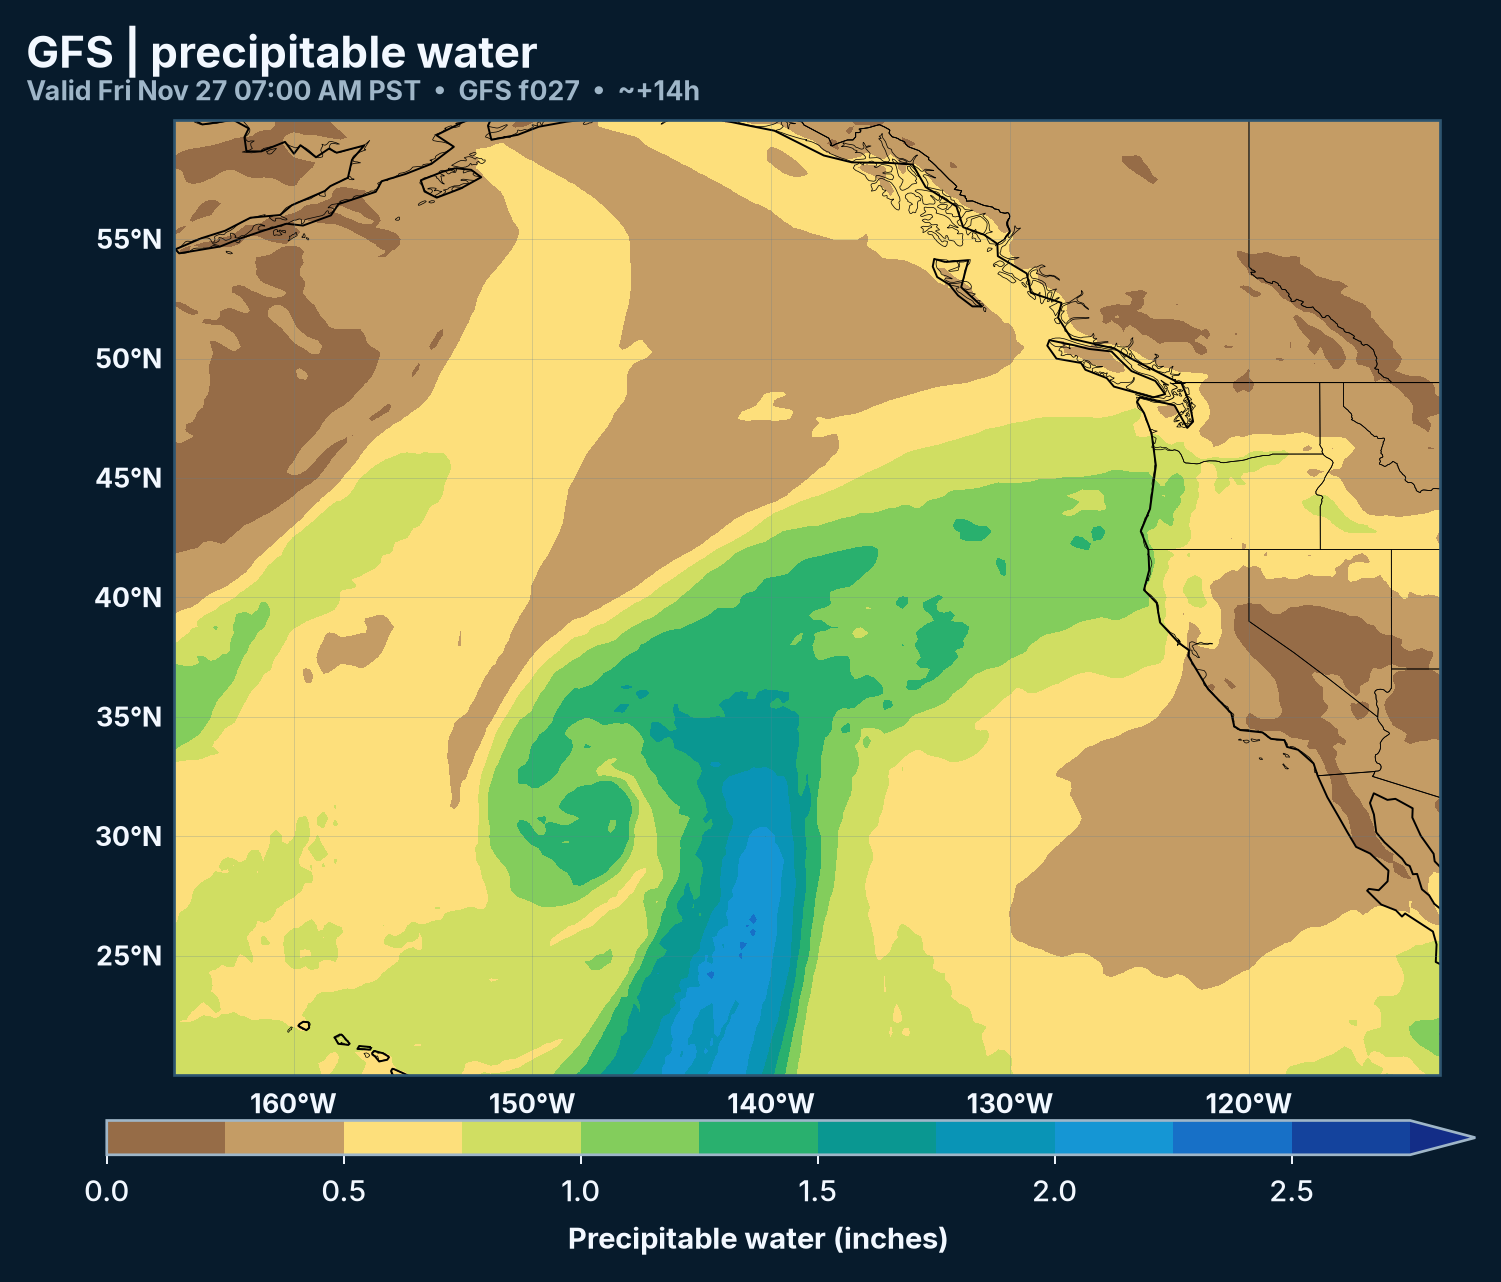 GFS | precipitable water
Valid Fri Nov 27 07:00 AM PST • GFS f027 • ~+14h
55°N
50°N
45°N
40°N
35°N
30°N
25°N
160°W 150°W 140°W 130°W 120°W
0.0 0.5 1.0 1.5 2.0 2.5
Precipitable water (inches)